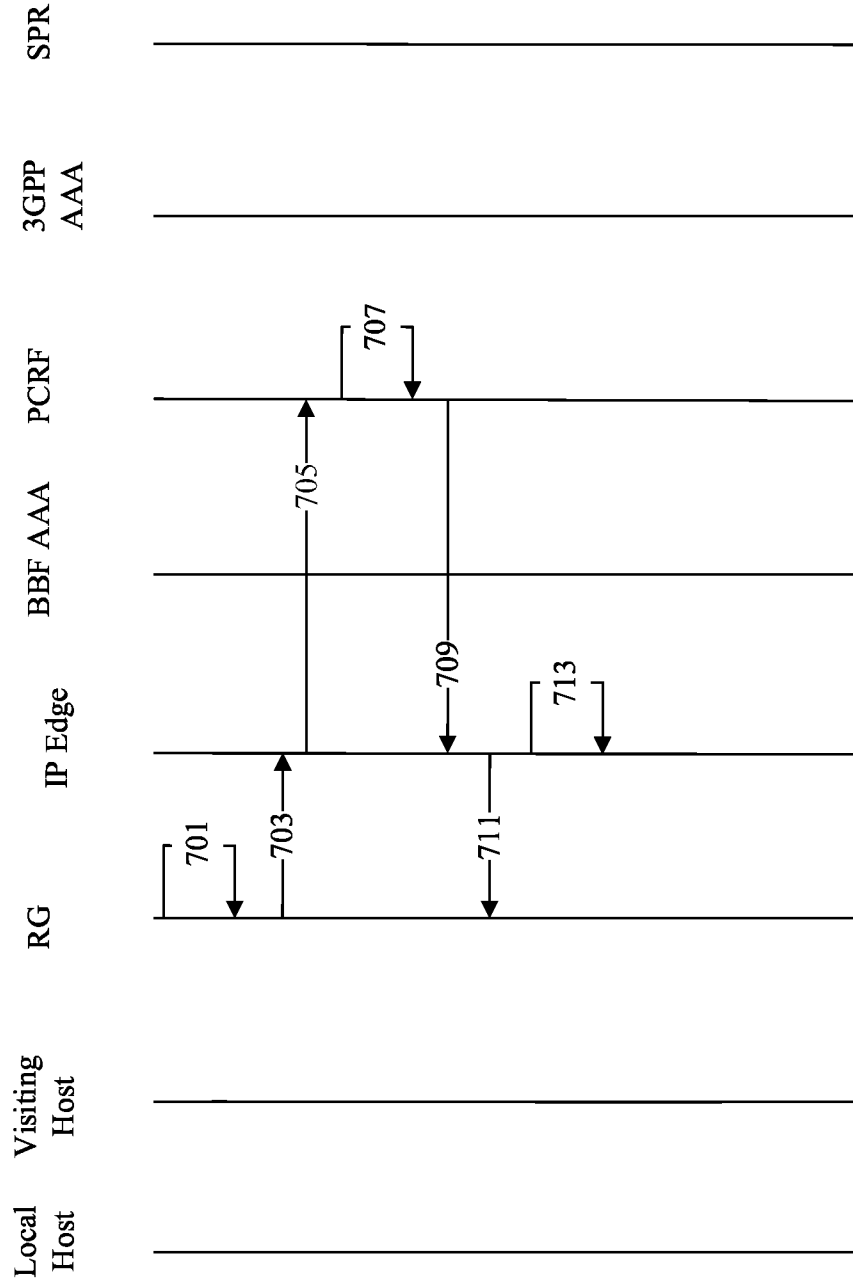 Local
Host
Visiting
Host
RG
IP Edge
BBF AAA
PCRF
3GPP
AAA
SPR
701
703
705
707
709
711
713